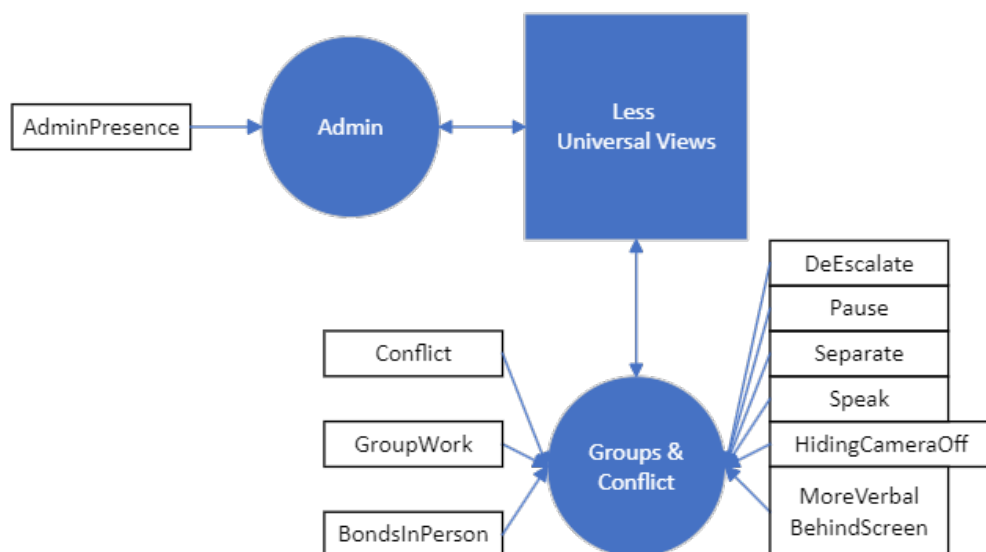 AdminPresence
Admin
Less
Universal Views
DeEscalate
Pause
Conflict
Separate
Speak
GroupWork
Groups &
Conflict
HidingCameraOff
MoreVerbal
BehindScreen
BondsInPerson